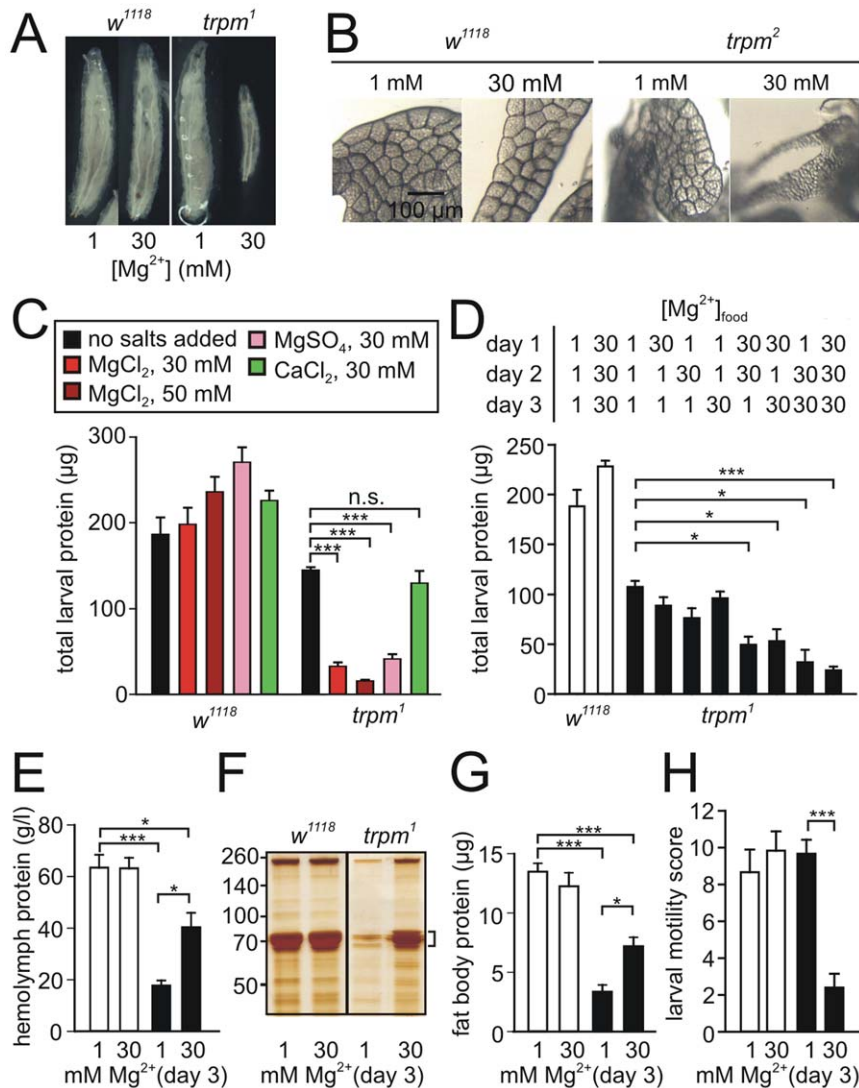 A
w¹¹¹⁸ trpm¹
1 30 1 30
[Mg²⁺] (mM)
B
w¹¹¹⁸ trpm²
1 mM 30 mM 1 mM 30 mM
100 µm
C
no salts added
MgCl₂, 30 mM
MgCl₂, 50 mM
MgSO₄, 30 mM
CaCl₂, 30 mM
total larval protein (µg)
300
200
100
0
n.s.
***
***
***
w¹¹¹⁸ trpm¹
D
[Mg²⁺]food
day 1 1 30 1 30 1 1 30 30 1 30
day 2 1 30 1 1 30 1 30 1 30 30
day 3 1 30 1 1 1 30 1 30 30 30
total larval protein (µg)
250
200
150
100
50
0
***
*
*
*
w¹¹¹⁸ trpm¹
E
hemolymph protein (g/l)
80
60
40
20
0
*
***
*
1 30 1 30
mM Mg²⁺(day 3)
F
w¹¹¹⁸ trpm¹
260
140
100
70
50
1 30 1 30
mM Mg²⁺(day 3)
G
fat body protein (µg)
15
10
5
0
***
***
*
1 30 1 30
mM Mg²⁺(day 3)
H
larval motility score
12
10
8
6
4
2
0
***
1 30 1 30
mM Mg²⁺(day 3)